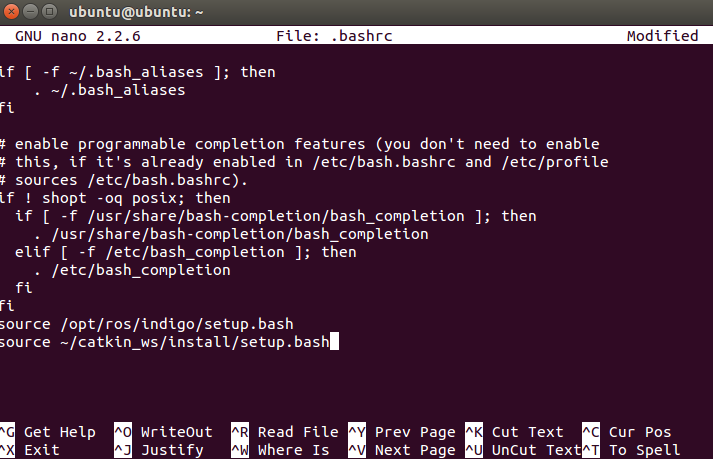 ubuntu@ubuntu: ~
GNU nano 2.2.6 File: .bashrc Modified
if [ -f ~/.bash_aliases ]; then
    . ~/.bash_aliases
fi
# enable programmable completion features (you don't need to enable
# this, if it's already enabled in /etc/bash.bashrc and /etc/profile
# sources /etc/bash.bashrc).
if ! shopt -oq posix; then
  if [ -f /usr/share/bash-completion/bash_completion ]; then
    . /usr/share/bash-completion/bash_completion
  elif [ -f /etc/bash_completion ]; then
    . /etc/bash_completion
  fi
fi
source /opt/ros/indigo/setup.bash
source ~/catkin_ws/install/setup.bash
^G Get Help ^O WriteOut ^R Read File ^Y Prev Page ^K Cut Text ^C Cur Pos
^X Exit ^J Justify ^W Where Is ^V Next Page ^U UnCut Text ^T To Spell